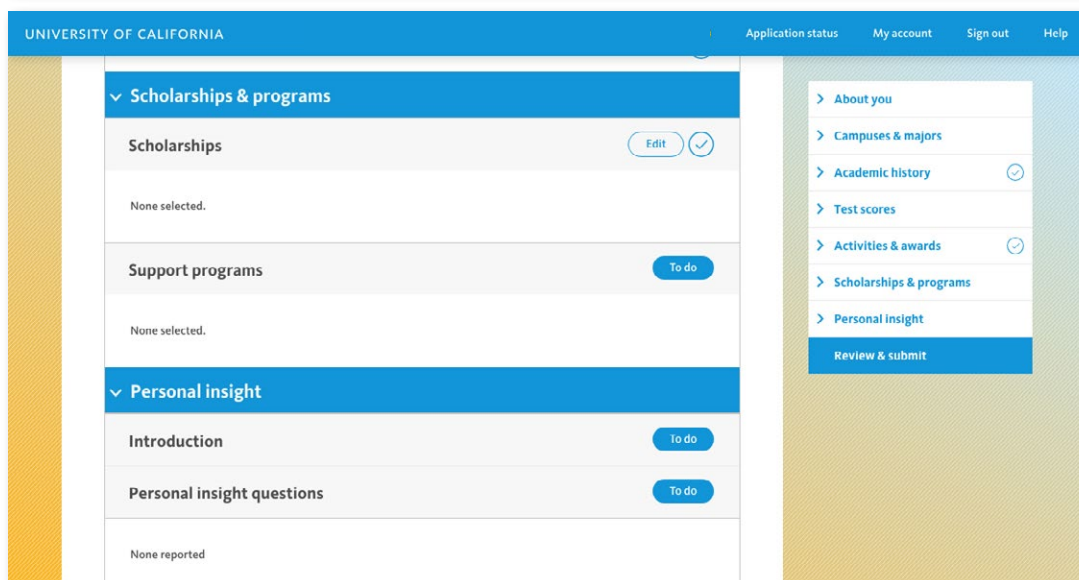 UNIVERSITY OF CALIFORNIA
Application status
My account
Sign out
Help
Scholarships & programs
Scholarships
Edit
None selected.
Support programs
To do
None selected.
Personal insight
Introduction
To do
Personal insight questions
To do
None reported
About you
Campuses & majors
Academic history
Test scores
Activities & awards
Scholarships & programs
Personal insight
Review & submit